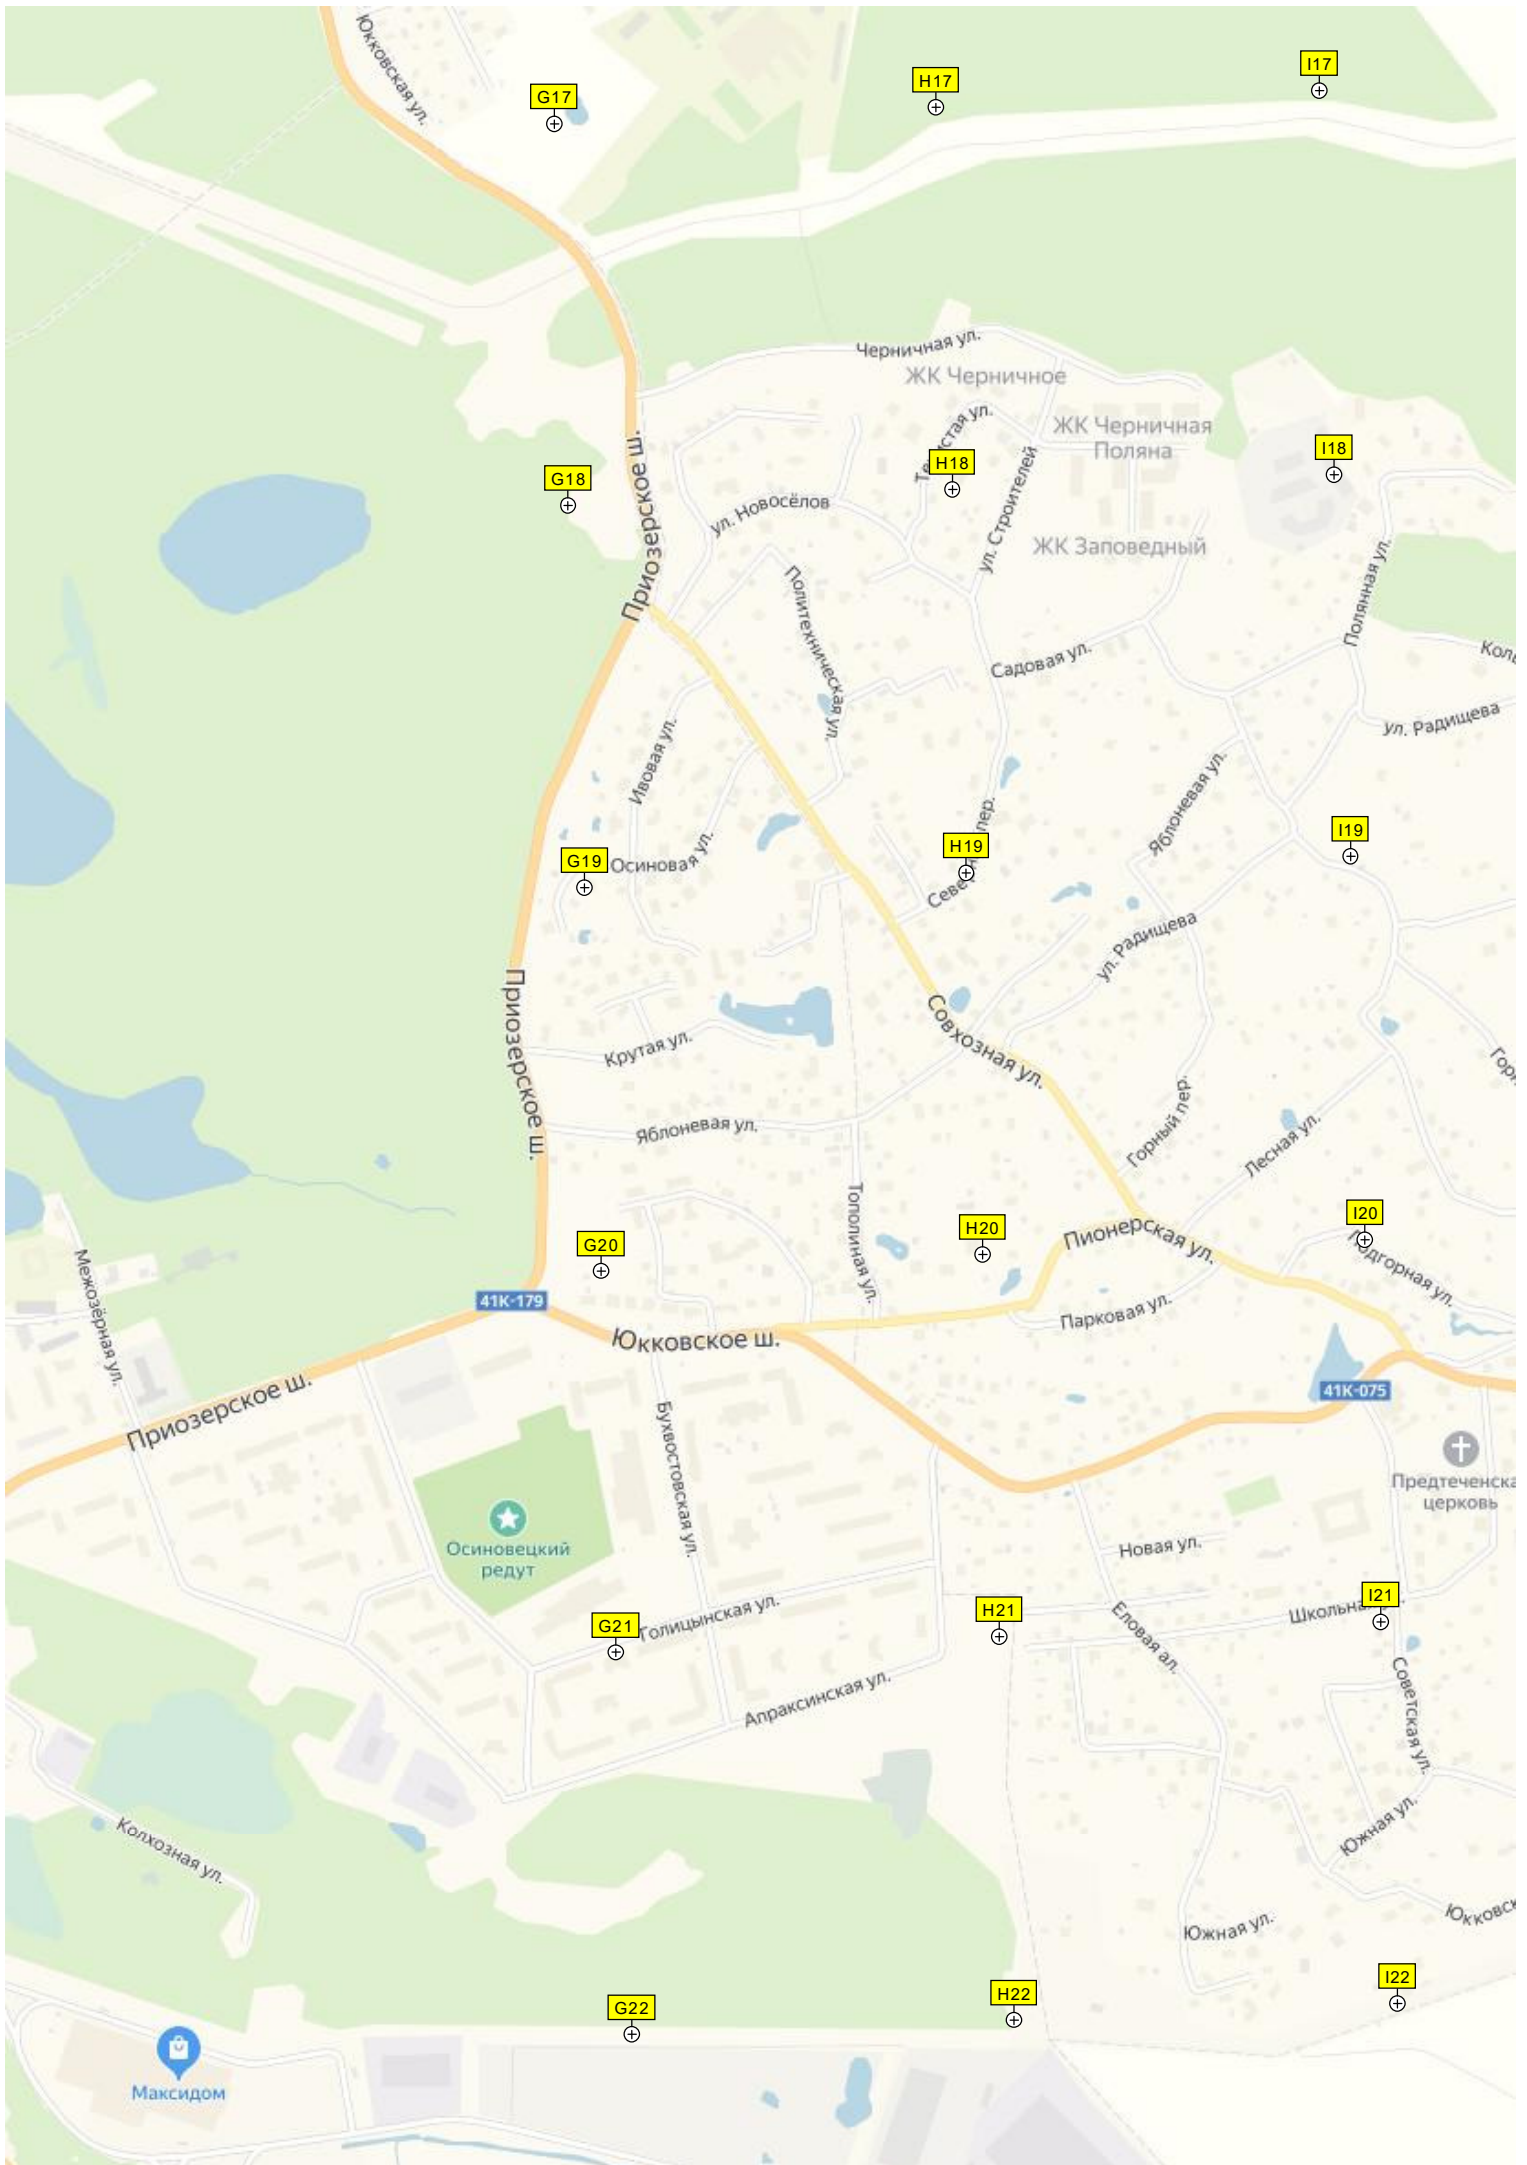 Юкковская ул.
G17
H17
I17
Черничная ул.
ЖК Черничное
ЖК Черничная
Поляна
I18
H18
G18
Приозерское ш.
ул. Новосёлов
ул. Строителей
ЖК Заповедный
Политехническая ул.
Полянная ул.
Садовая ул.
ул. Радищева
Ивовая ул.
Яблоневая ул.
I19
H19
G19
Осиновая ул.
пер.
ул. Радищева
Приозерское ш.
Совхозная ул.
Крутая ул.
Яблоневая ул.
Горный пер.
Лесная ул.
Тополиная ул.
I20
H20
G20
Пионерская ул.
Подгорная ул.
Межозёрная ул.
41К-179
Парковая ул.
Юкковское ш.
Приозерское ш.
41К-075
Бухвостовская ул.
Предтеченска
церковь
Осиновецкий
редут
Новая ул.
Голицынская ул.
G21
H21
I21
Еловая ал.
Советская ул.
Апраксинская ул.
Южная ул.
Колхозная ул.
Южная ул.
I22
H22
G22
Максидом